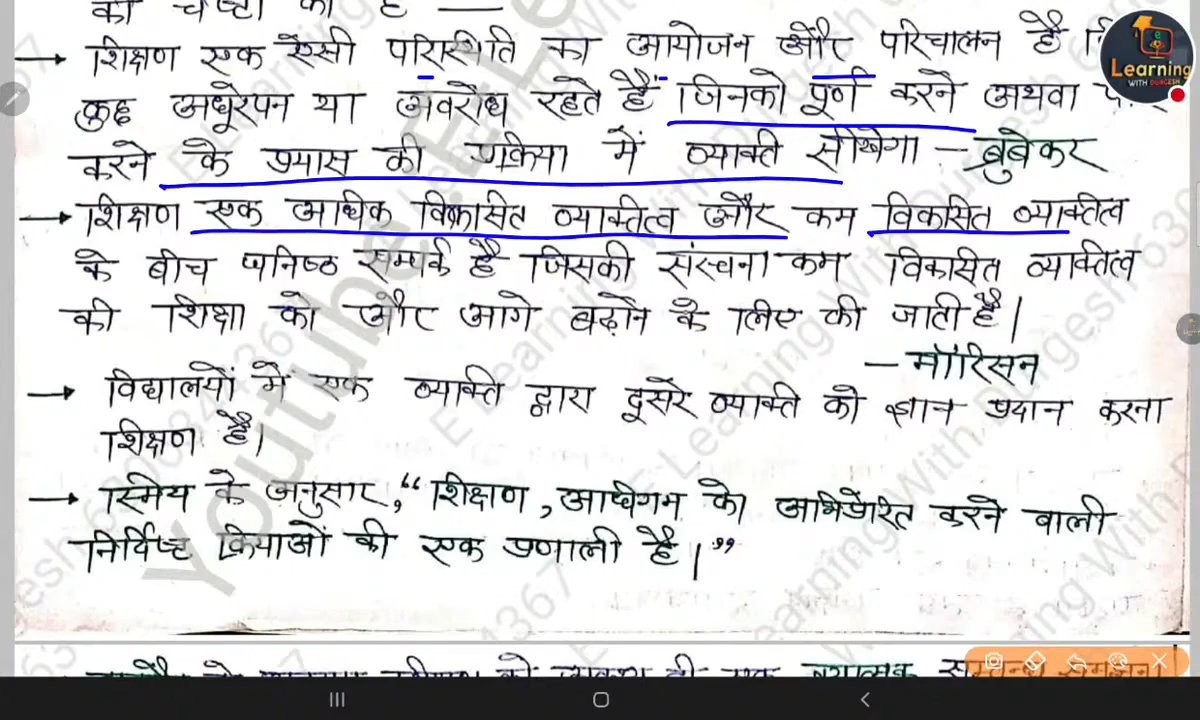 की चेष्टा की है —
→ शिक्षण एक ऐसी परिस्थिति का आयोजन और परिचालन है
कुछ अधूरेपन या अवरोध रहते हैं जिनको पूर्ण करने अथवा
करने के प्रयास की प्रक्रिया में व्यक्ति सीखेगा – ब्रुबेकर
→ शिक्षण एक अधिक विकसित व्यक्तित्व और कम विकसित व्यक्तित्व
के बीच घनिष्ठ सम्पर्क है जिसकी संरचना कम विकसित व्यक्तित्व
की शिक्षा को और आगे बढ़ाने के लिए की जाती है।
– मॉरिसन
→ विद्यालयों में एक व्यक्ति द्वारा दूसरे व्यक्ति को ज्ञान प्रदान करना
शिक्षण है।
→ स्मिथ के अनुसार, “शिक्षण, अधिगम को अभिप्रेरित करने वाली
निर्दिष्ट क्रियाओं की एक प्रणाली है।”
Learning
WITH DURGESH